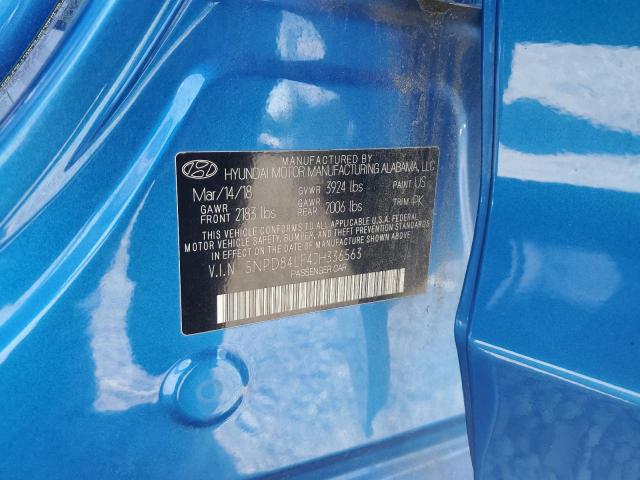 MANUFACTURED BY
HYUNDAI MOTOR MANUFACTURING ALABAMA, LLC
Mar/14/18 GVWR 3924 lbs PAINT US
GAWR FRONT 2183 lbs GAWR REAR 2006 lbs TRIM PK
THIS VEHICLE CONFORMS TO ALL APPLICABLE U.S.A. FEDERAL
MOTOR VEHICLE SAFETY, BUMPER, AND THEFT PREVENTION STANDARDS
IN EFFECT ON THE DATE OF MANUFACTURE SHOWN ABOVE.
V.I.N 5NPD84LF4JH336563
PASSENGER CAR